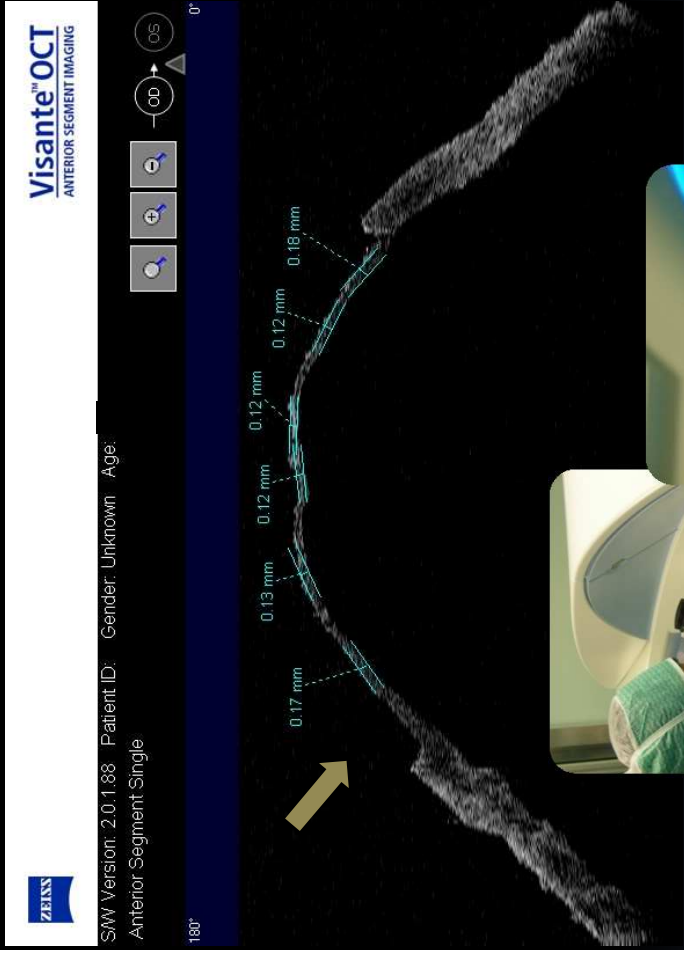 ZEISS
Visante™ OCT
ANTERIOR SEGMENT IMAGING
S/W Version: 2.0.1.88 Patient ID: Gender: Unknown Age:
Anterior Segment Single
OD
OS
180°
0°
0.17 mm
0.13 mm
0.12 mm
0.12 mm
0.12 mm
0.18 mm